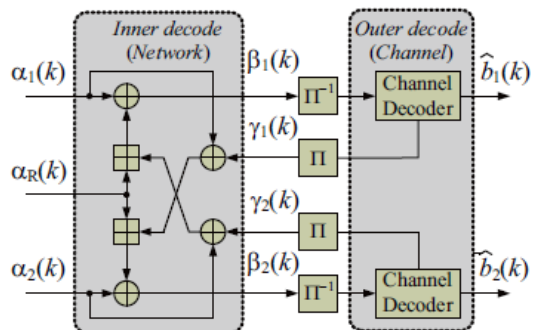 Inner decode
(Network)
Outer decode
(Channel)
α₁(k)
β₁(k)
Π⁻¹
Channel
Decoder
b̂₁(k)
γ₁(k)
Π
α_R(k)
γ₂(k)
Π
α₂(k)
β₂(k)
Π⁻¹
Channel
Decoder
b̂₂(k)